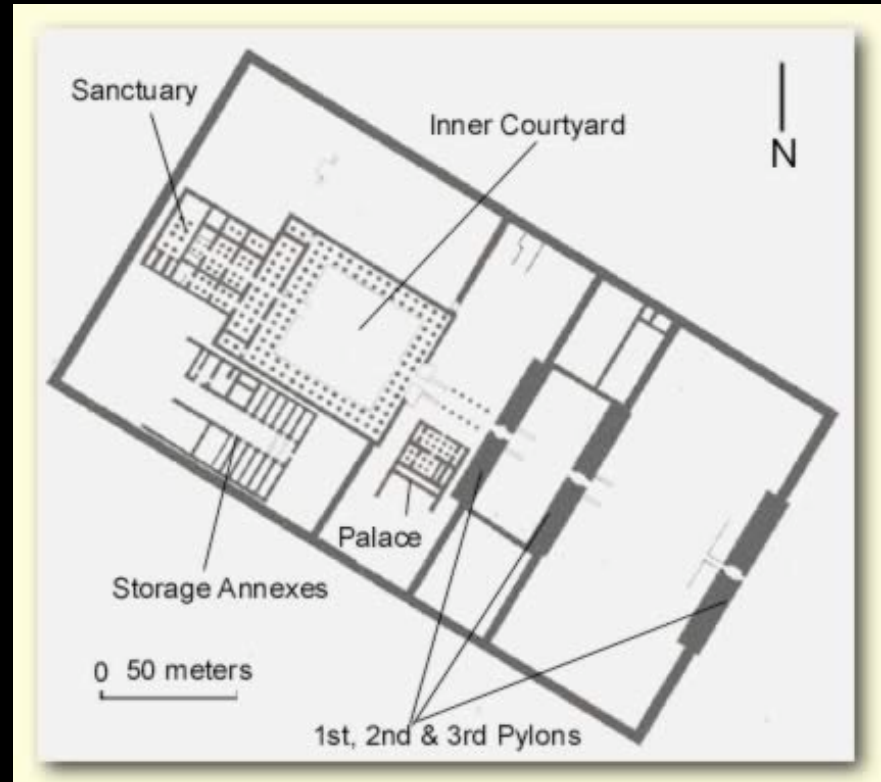 Sanctuary
Inner Courtyard
N
Palace
Storage Annexes
0 50 meters
1st, 2nd & 3rd Pylons